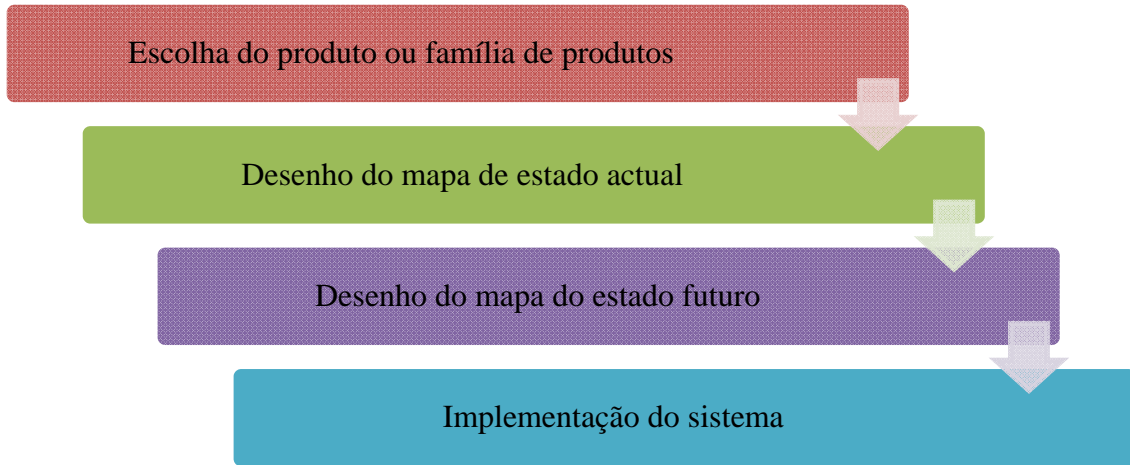 Escolha do produto ou família de produtos
Desenho do mapa de estado actual
Desenho do mapa do estado futuro
Implementação do sistema